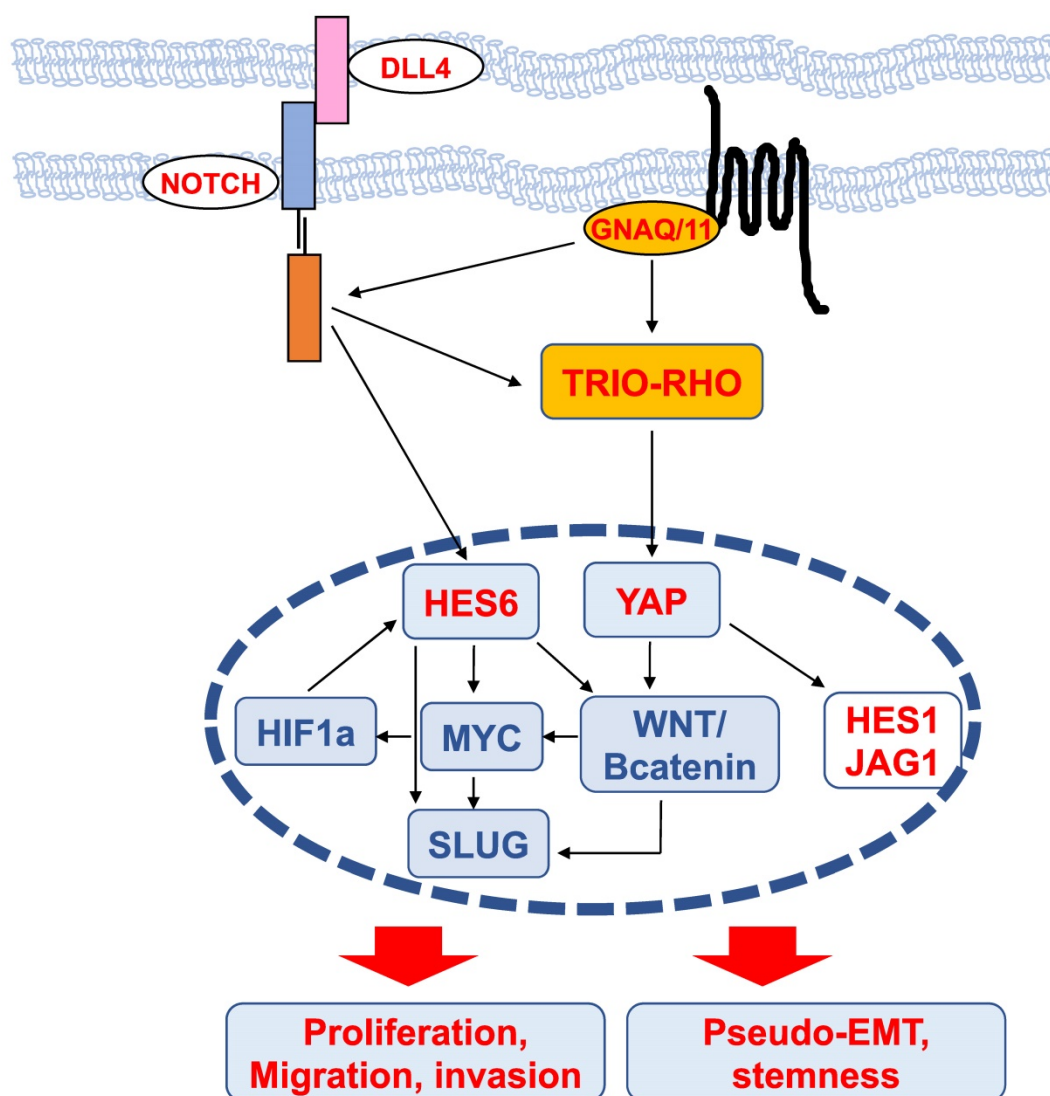 DLL4
NOTCH
GNAQ/11
TRIO-RHO
HES6
YAP
HIF1a
MYC
WNT/
Bcatenin
HES1
JAG1
SLUG
Proliferation,
Migration, invasion
Pseudo-EMT,
stemness